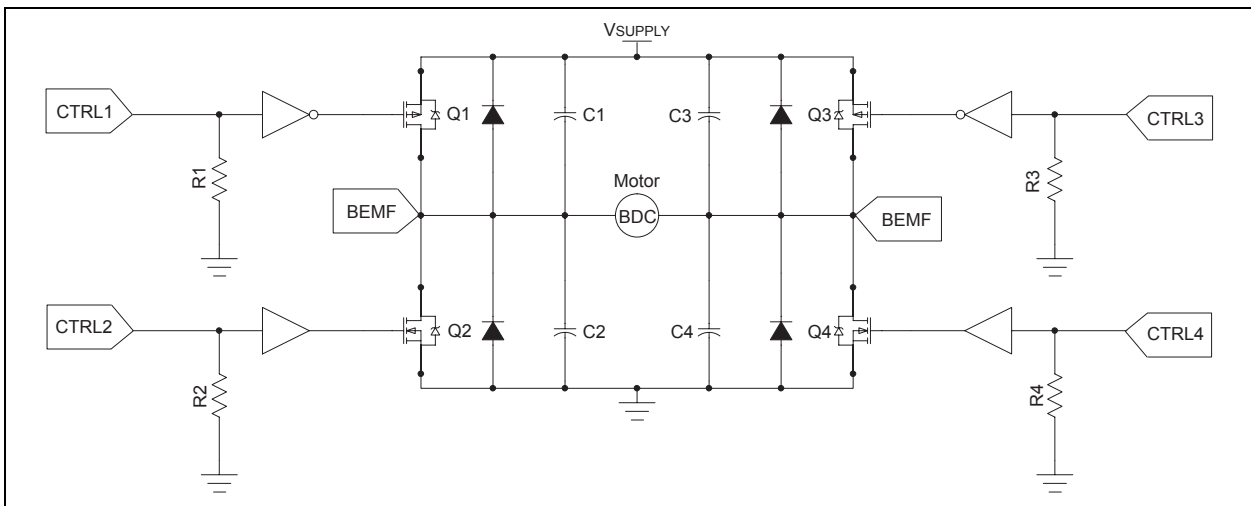 VSUPPLY
CTRL1
Q1
C1
C3
Q3
CTRL3
R1
R3
Motor
BEMF
BDC
BEMF
CTRL2
Q2
C2
C4
Q4
CTRL4
R2
R4